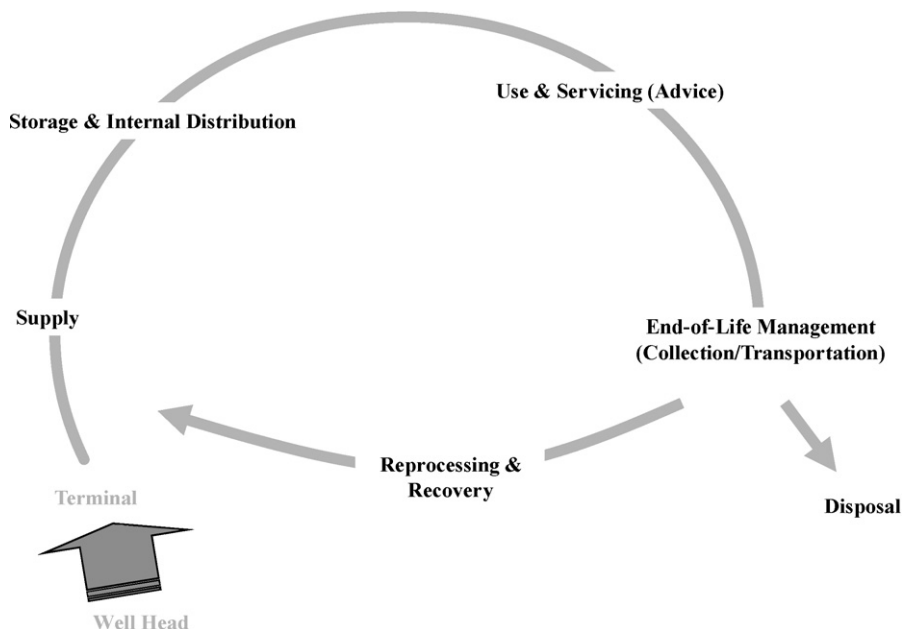 Use & Servicing (Advice)
Storage & Internal Distribution
Supply
End-of-Life Management
(Collection/Transportation)
Reprocessing &
Recovery
Terminal
Disposal
Well Head